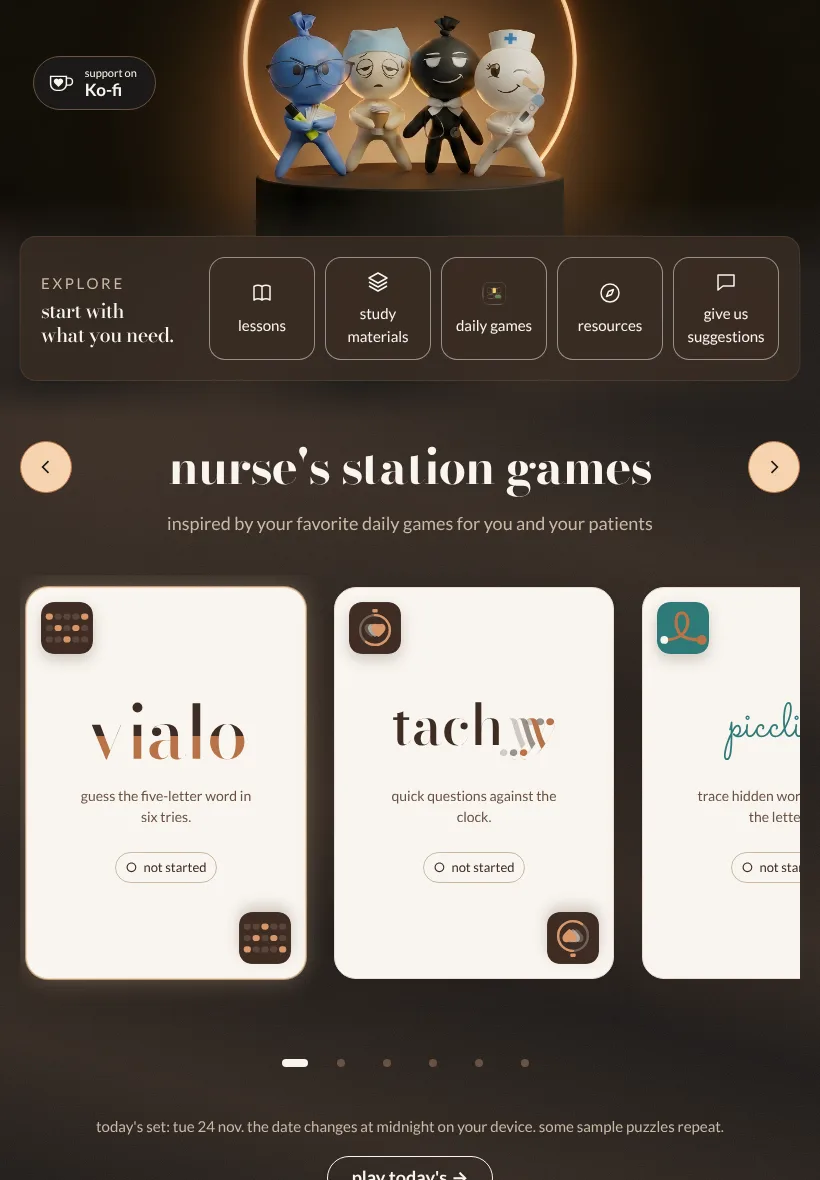 support on
Ko-fi
EXPLORE
start with
what you need.
lessons
study
materials
daily games
resources
give us
suggestions
nurse's station games
inspired by your favorite daily games for you and your patients
vialo
guess the five-letter word in
six tries.
not started
tachy
quick questions against the
clock.
not started
piccli
trace hidden wor
the lette
not star
today's set: tue 24 nov. the date changes at midnight on your device. some sample puzzles repeat.
play today's →